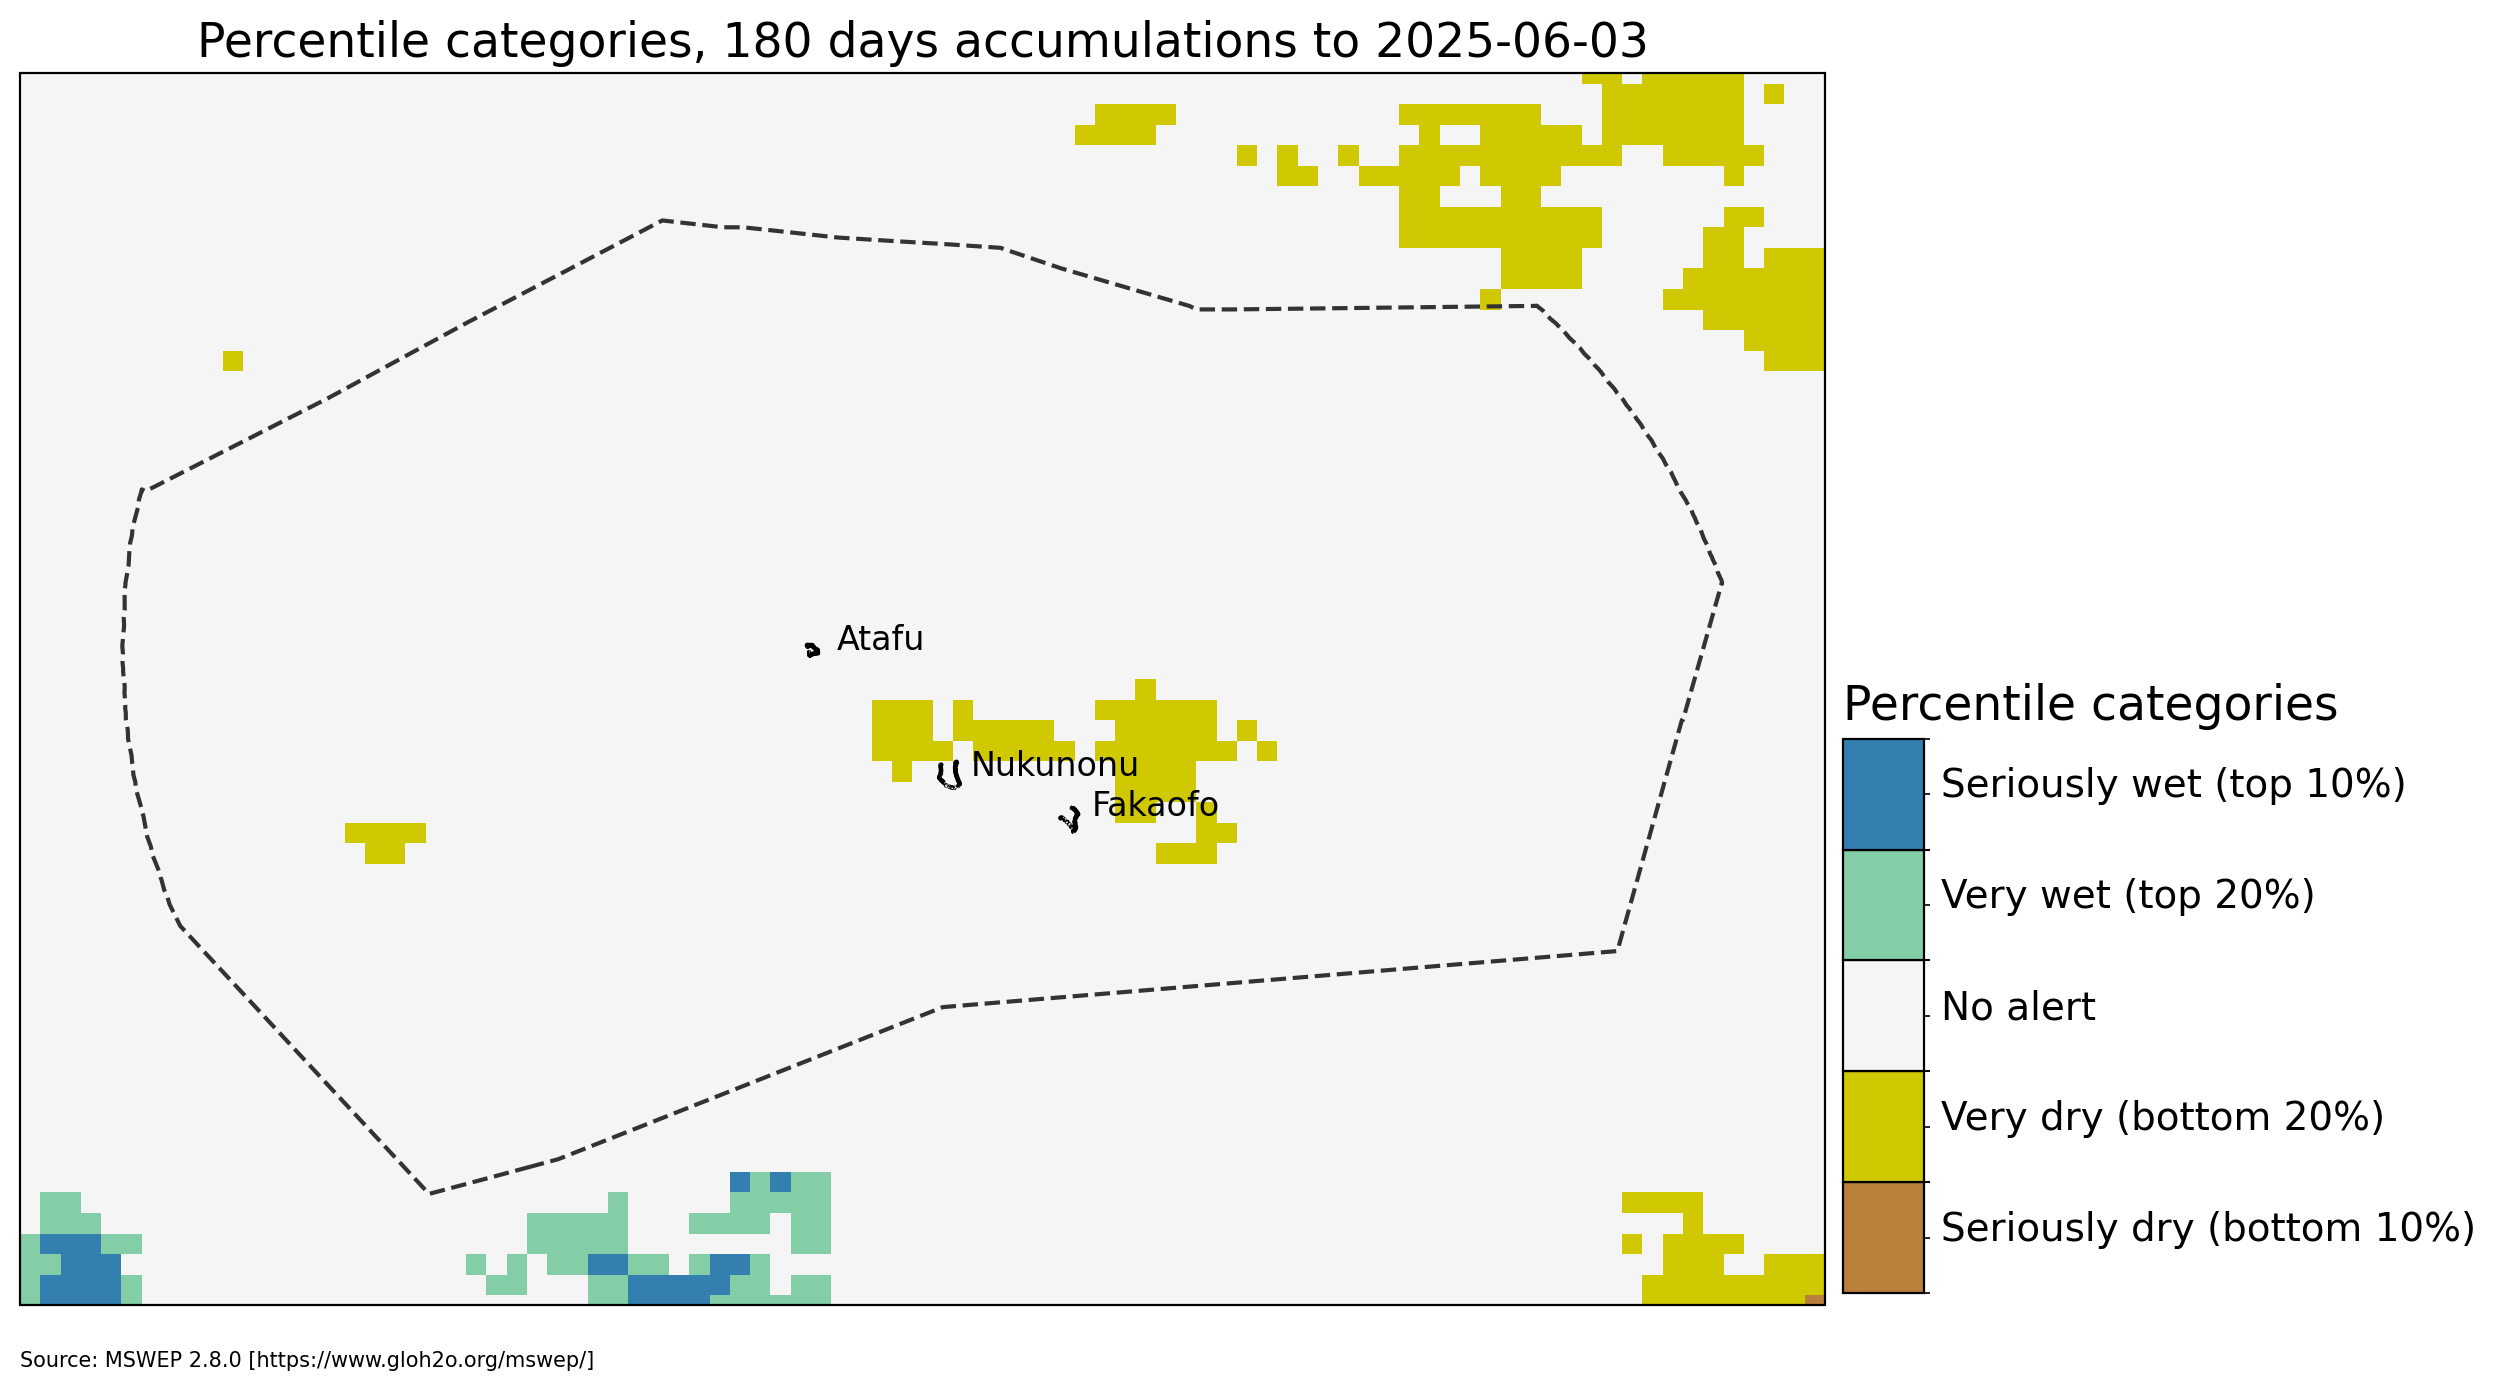 Percentile categories, 180 days accumulations to 2025-06-03
Atafu
Nukunonu
Fakaofo
Percentile categories
Seriously wet (top 10%)
Very wet (top 20%)
No alert
Very dry (bottom 20%)
Seriously dry (bottom 10%)
Source: MSWEP 2.8.0 [https://www.gloh2o.org/mswep/]